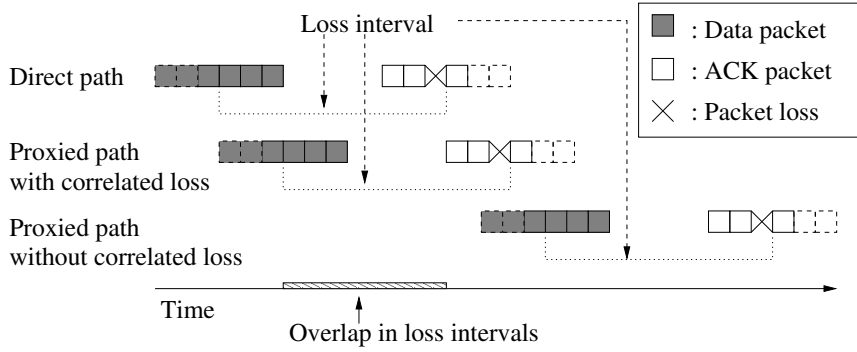 Loss interval
: Data packet
: ACK packet
: Packet loss
Direct path
Proxied path
with correlated loss
Proxied path
without correlated loss
Time
Overlap in loss intervals